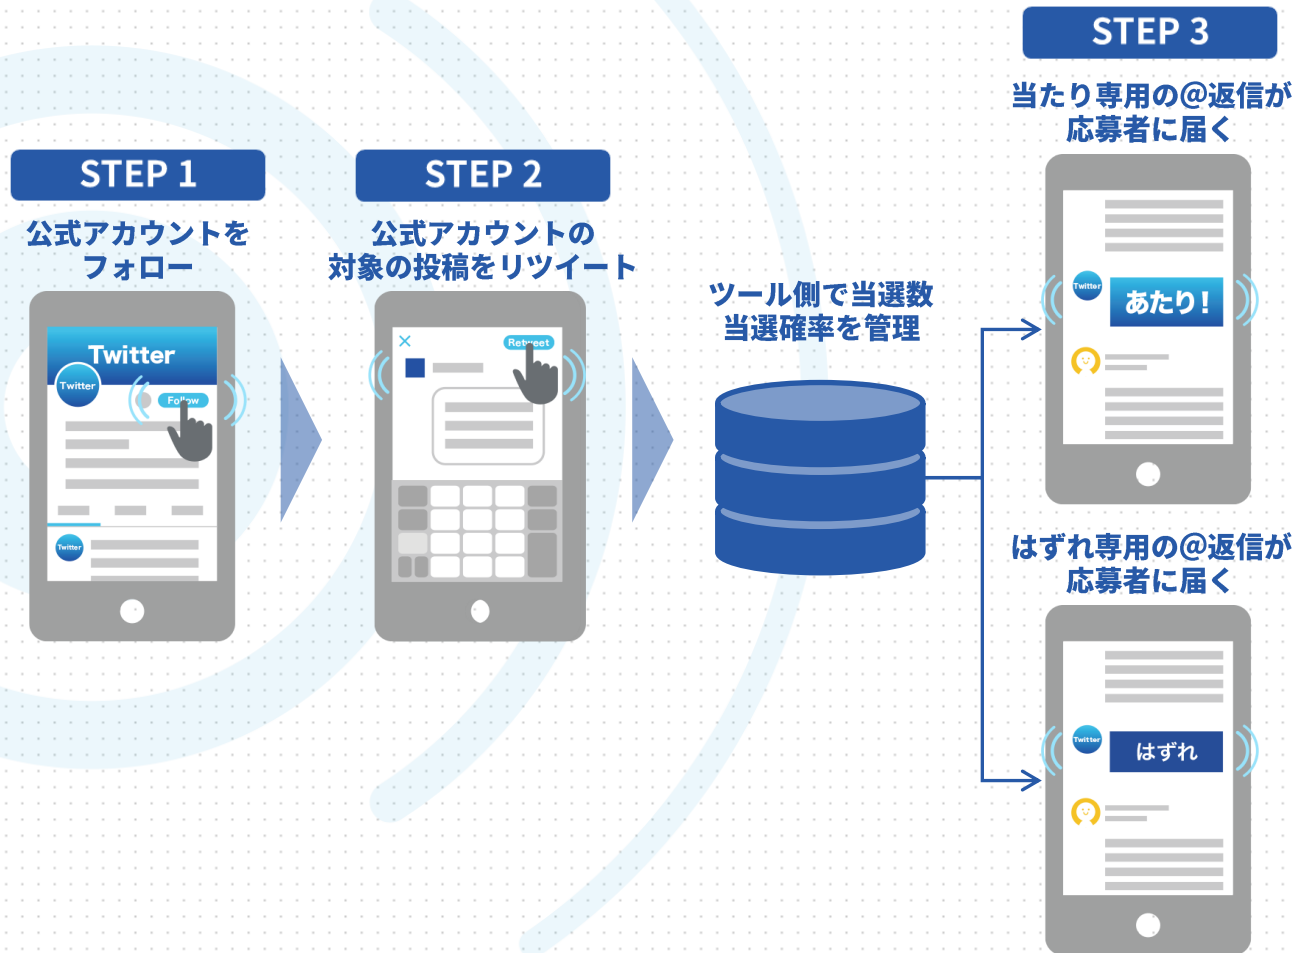 STEP 1
公式アカウントを
フォロー
Twitter
Twitter
Follow
Twitter
STEP 2
公式アカウントの
対象の投稿をリツイート
Retweet
ツール側で当選数
当選確率を管理
STEP 3
当たり専用の@返信が
応募者に届く
Twitter
あたり!
はずれ専用の@返信が
応募者に届く
Twitter
はずれ